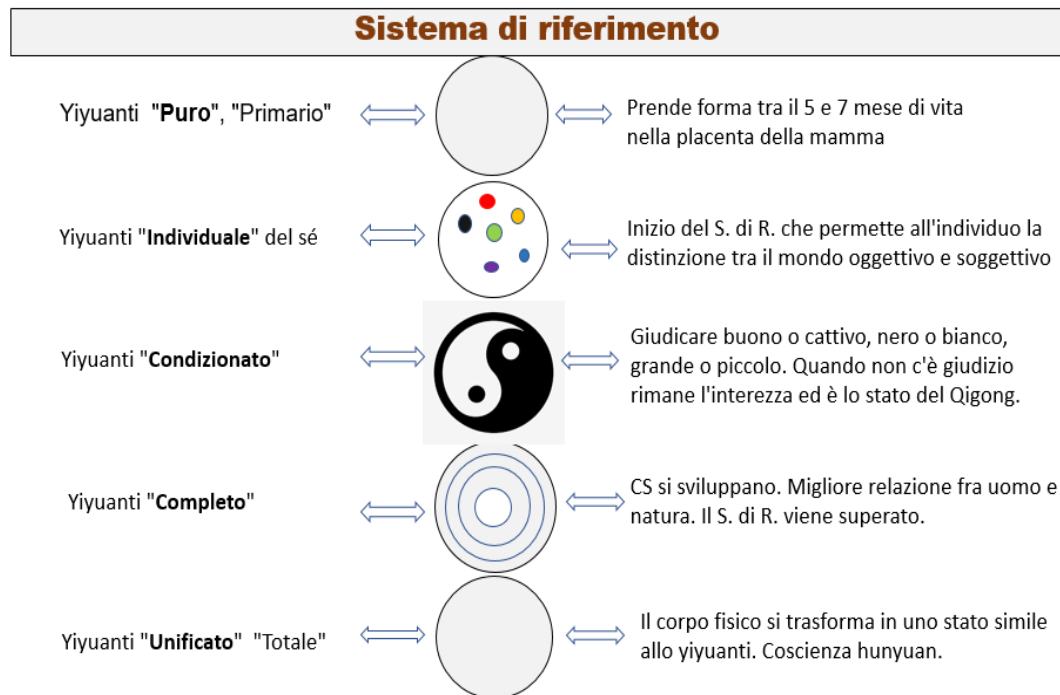 Sistema di riferimento
Yiyuanti "Puro", "Primario"
Prende forma tra il 5 e 7 mese di vita
nella placenta della mamma
Yiyuanti "Individuale" del sé
Inizio del S. di R. che permette all'individuo la
distinzione tra il mondo oggettivo e soggettivo
Yiyuanti "Condizionato"
Giudicare buono o cattivo, nero o bianco,
grande o piccolo. Quando non c'è giudizio
rimane l'interezza ed è lo stato del Qigong.
Yiyuanti "Completo"
CS si sviluppano. Migliore relazione fra uomo e
natura. Il S. di R. viene superato.
Yiyuanti "Unificato" "Totale"
Il corpo fisico si trasforma in uno stato simile
allo yiyuanti. Coscienza hunyuan.